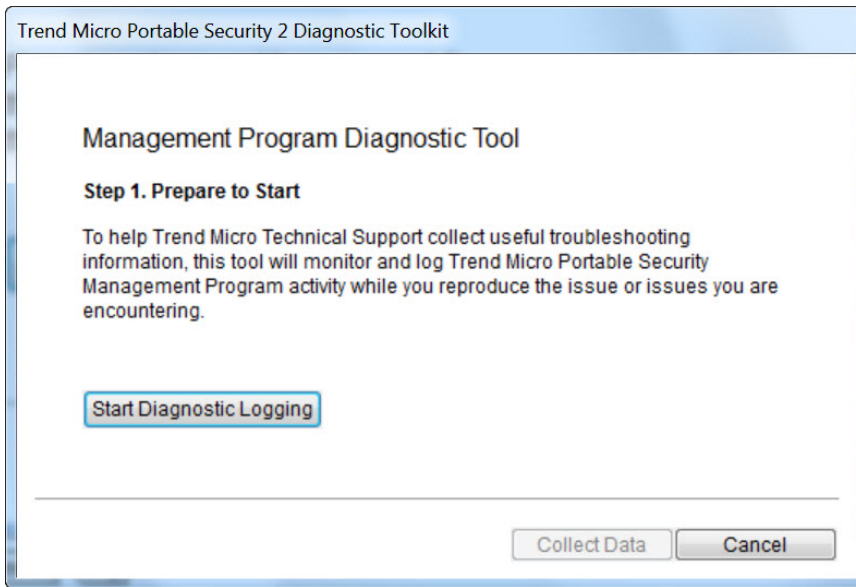 Trend Micro Portable Security 2 Diagnostic Toolkit
Management Program Diagnostic Tool
Step 1. Prepare to Start
To help Trend Micro Technical Support collect useful troubleshooting
information, this tool will monitor and log Trend Micro Portable Security
Management Program activity while you reproduce the issue or issues you are
encountering.
Start Diagnostic Logging
Collect Data
Cancel